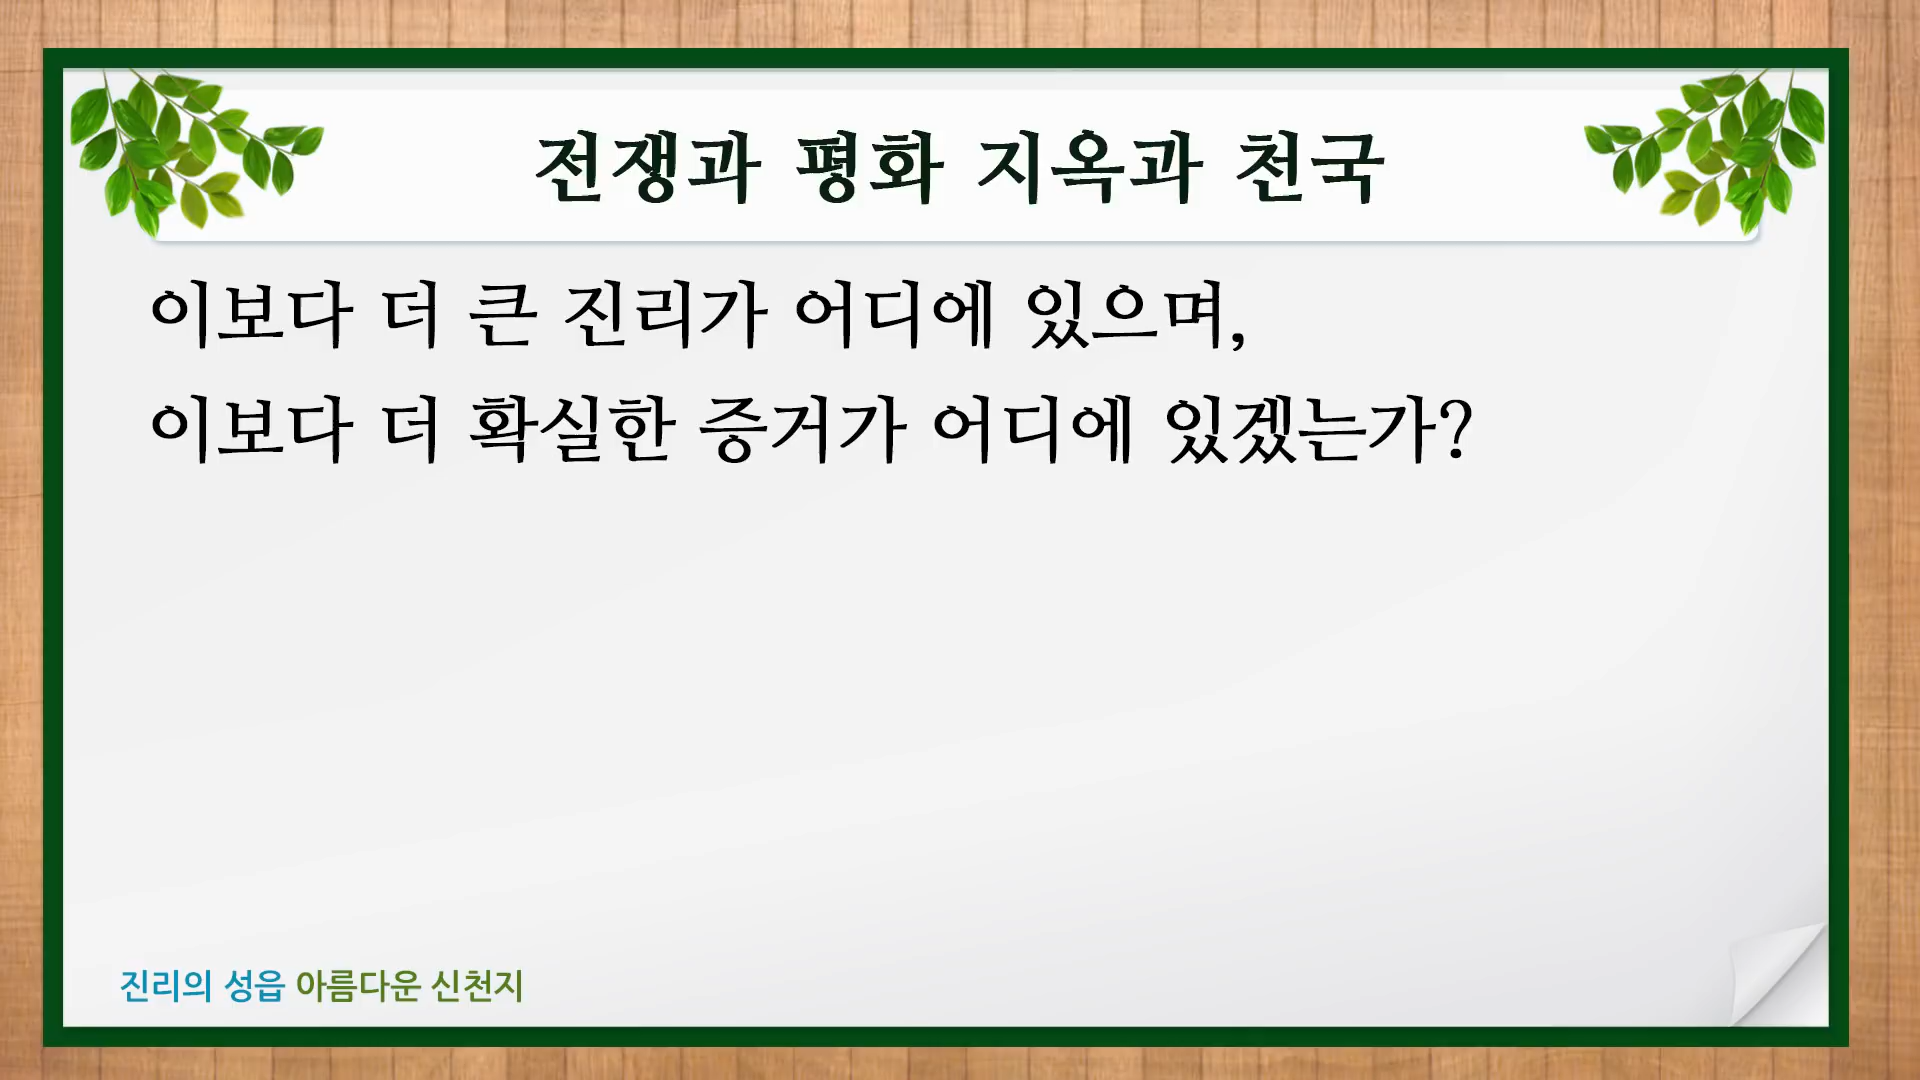 전쟁과 평화 지옥과 천국
이보다 더 큰 진리가 어디에 있으며,
이보다 더 확실한 증거가 어디에 있겠는가?
진리의 성읍 아름다운 신천지